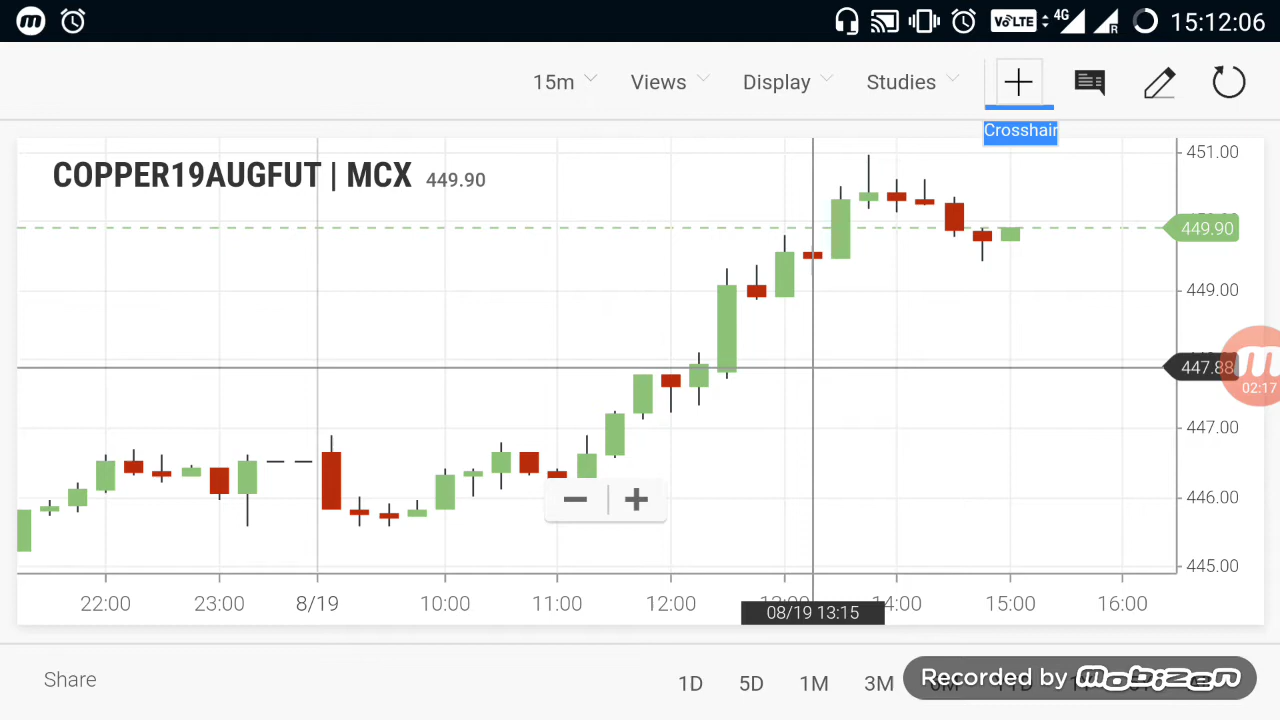 VoLTE 4G R 15:12:06
15m Views Display Studies
Crosshair
COPPER19AUGFUT | MCX 449.90
451.00
449.90
449.00
447.88
02:17
447.00
446.00
445.00
22:00 23:00 8/19 10:00 11:00 12:00 14:00 15:00 16:00
08/19 13:15
Share 1D 5D 1M 3M
Recorded by mobizen